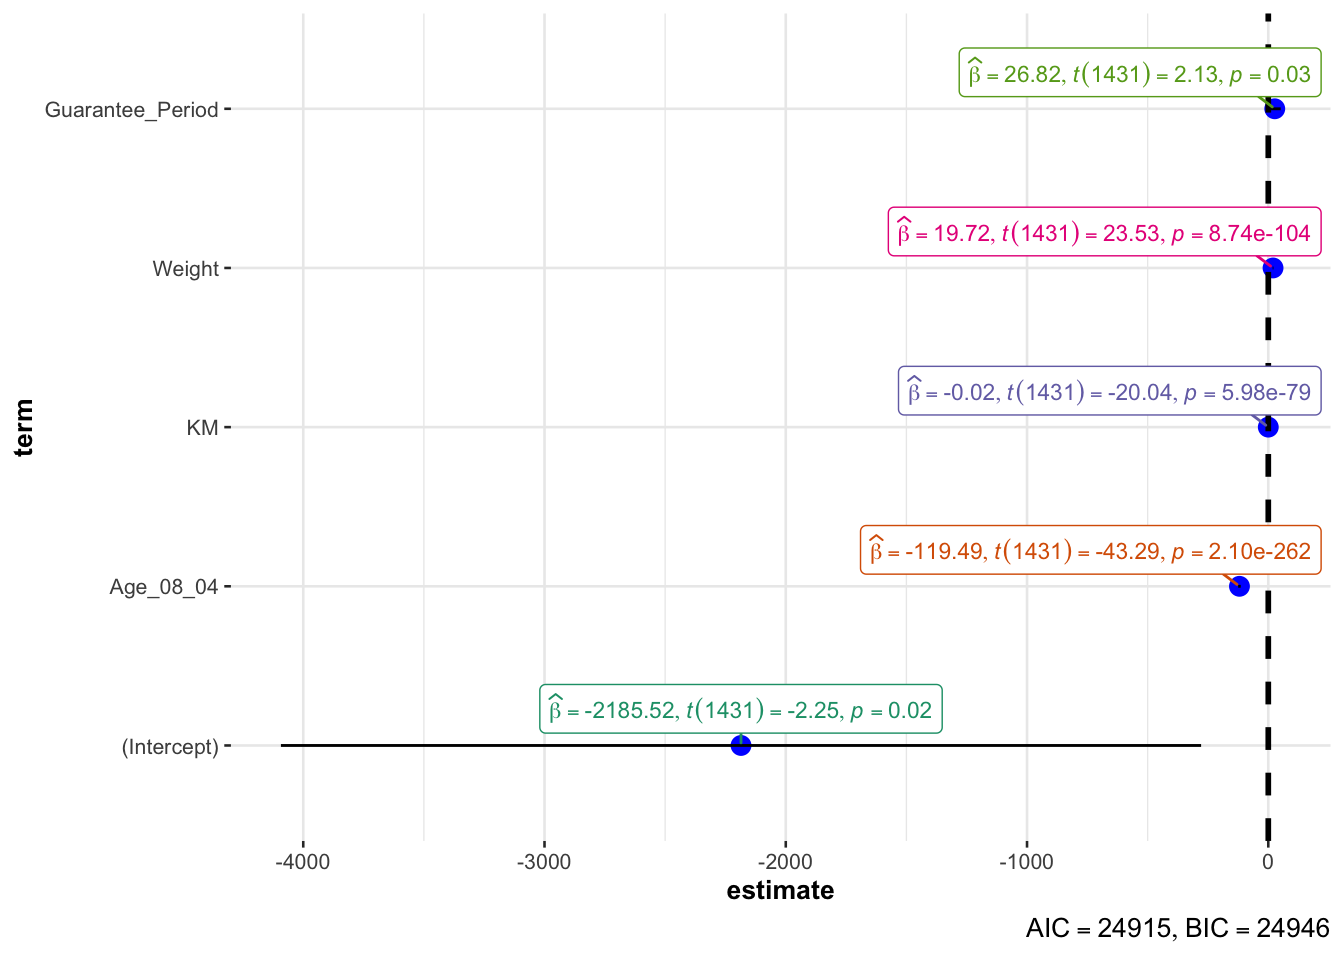 Guarantee_Period
β̂ = 26.82, t(1431) = 2.13, p = 0.03
Weight
β̂ = 19.72, t(1431) = 23.53, p = 8.74e-104
KM
β̂ = -0.02, t(1431) = -20.04, p = 5.98e-79
Age_08_04
β̂ = -119.49, t(1431) = -43.29, p = 2.10e-262
(Intercept)
β̂ = -2185.52, t(1431) = -2.25, p = 0.02
term
-4000 -3000 -2000 -1000 0
estimate
AIC = 24915, BIC = 24946